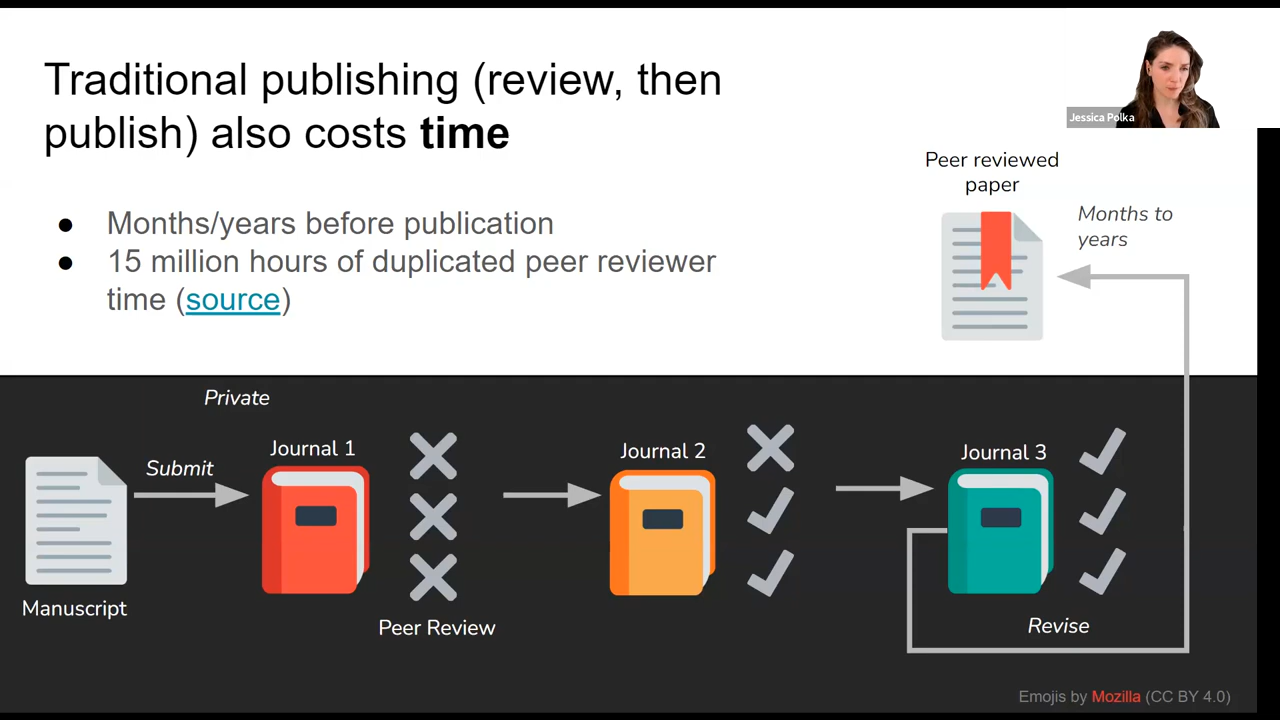 Traditional publishing (review, then
publish) also costs time
Jessica Polka
● Months/years before publication
● 15 million hours of duplicated peer reviewer
time (source)
Peer reviewed
paper
Months to
years
Private
Submit
Manuscript
Journal 1
Peer Review
Journal 2
Journal 3
Revise
Emojis by Mozilla (CC BY 4.0)